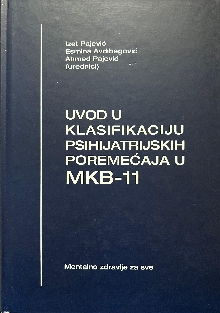 Izet Pajević
Esmina Avdibegović
Ahmed Pajević
(urednici)
UVOD U
KLASIFIKACIJU
PSIHIJATRIJSKIH
POREMEĆAJA U
MKB-11
Mentalno zdravlje za sve